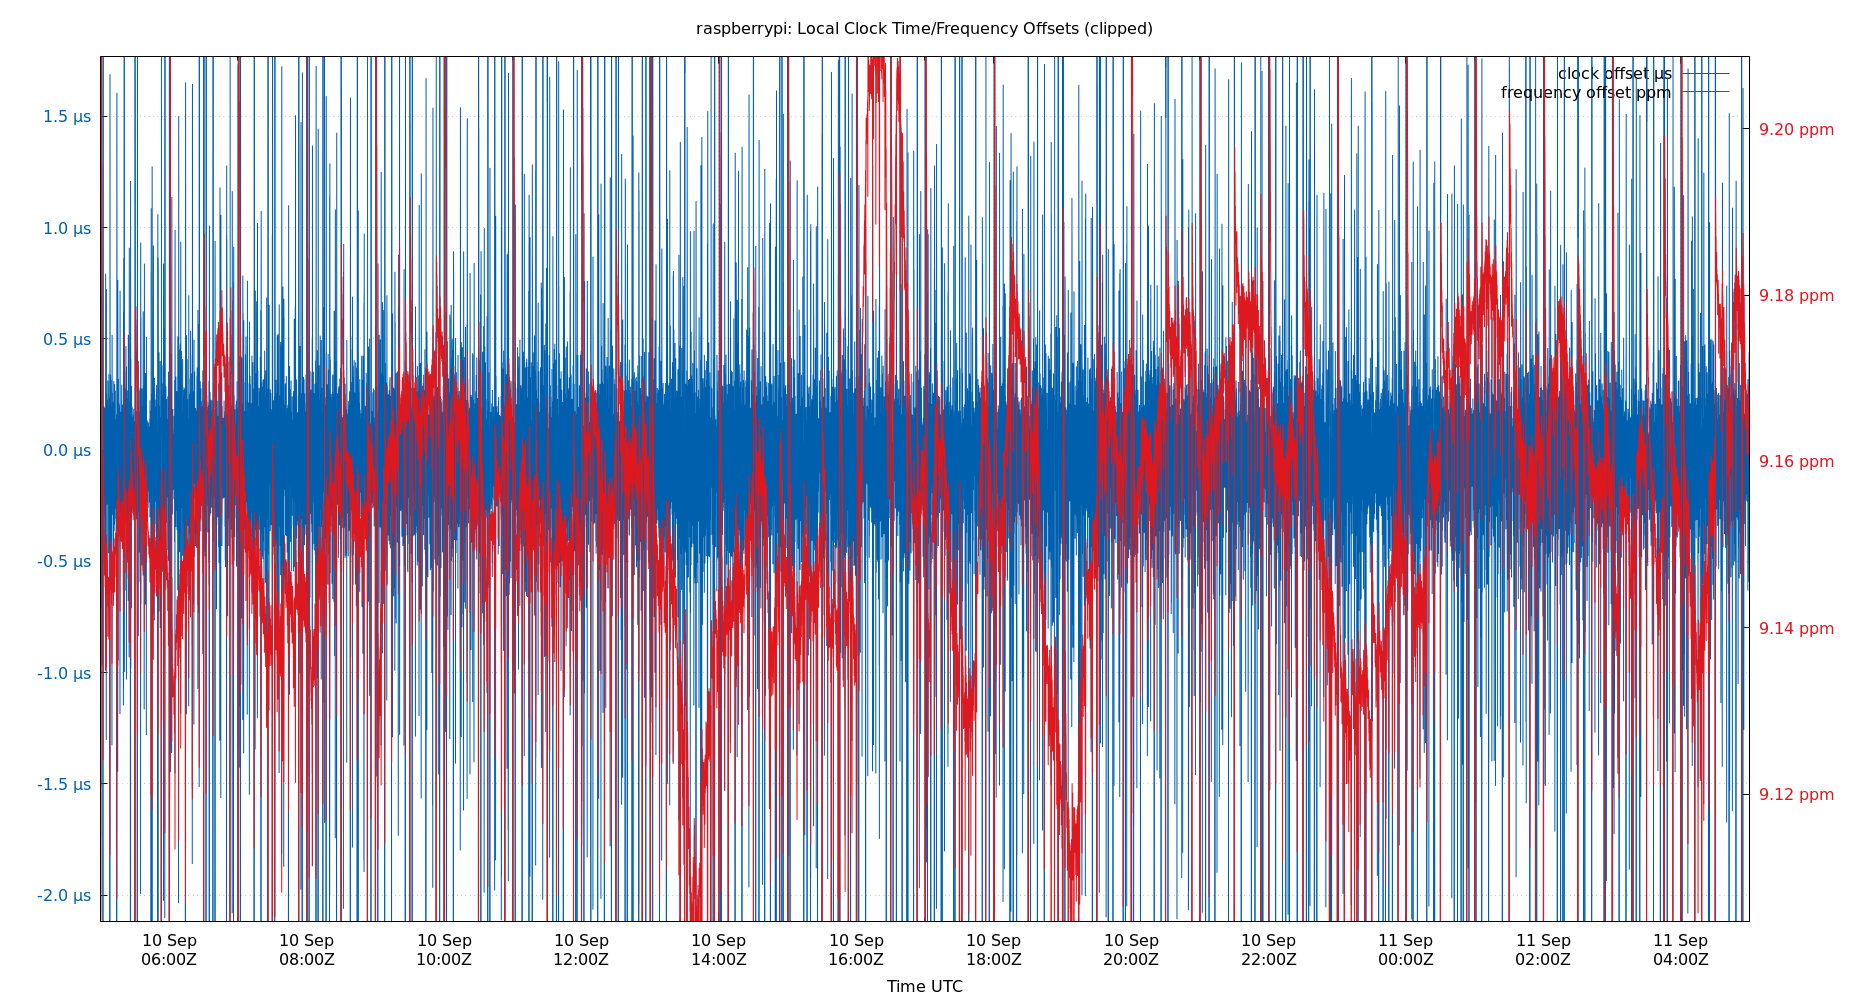 raspberrypi: Local Clock Time/Frequency Offsets (clipped)
clock offset µs
frequency offset ppm
1.5 µs
1.0 µs
0.5 µs
0.0 µs
-0.5 µs
-1.0 µs
-1.5 µs
-2.0 µs
9.20 ppm
9.18 ppm
9.16 ppm
9.14 ppm
9.12 ppm
10 Sep 10 Sep 10 Sep 10 Sep 10 Sep 10 Sep 10 Sep 10 Sep 10 Sep 11 Sep 11 Sep 11 Sep
06:00Z 08:00Z 10:00Z 12:00Z 14:00Z 16:00Z 18:00Z 20:00Z 22:00Z 00:00Z 02:00Z 04:00Z
Time UTC